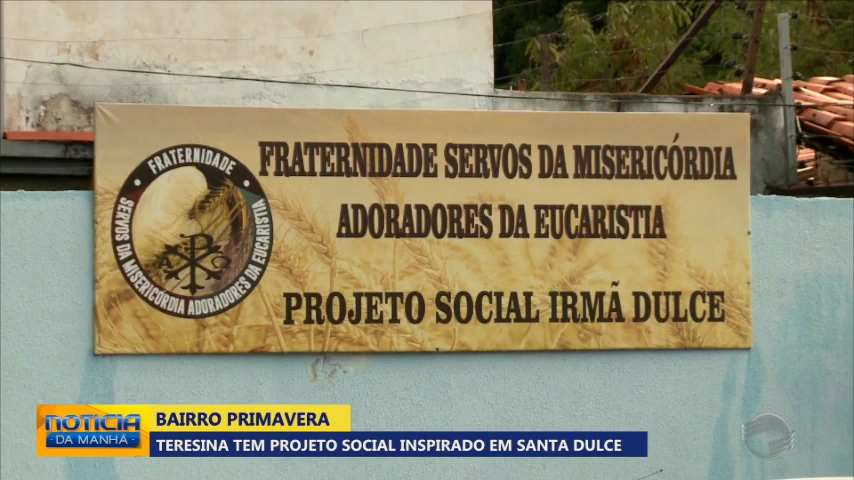 FRATERNIDADE SERVOS DA MISERICÓRDIA
ADORADORES DA EUCARISTIA
PROJETO SOCIAL IRMÃ DULCE
FRATERNIDADE
SERVOS DA MISERICÓRDIA ADORADORES DA EUCARISTIA
NOTICIA
DA MANHÃ
BAIRRO PRIMAVERA
TERESINA TEM PROJETO SOCIAL INSPIRADO EM SANTA DULCE